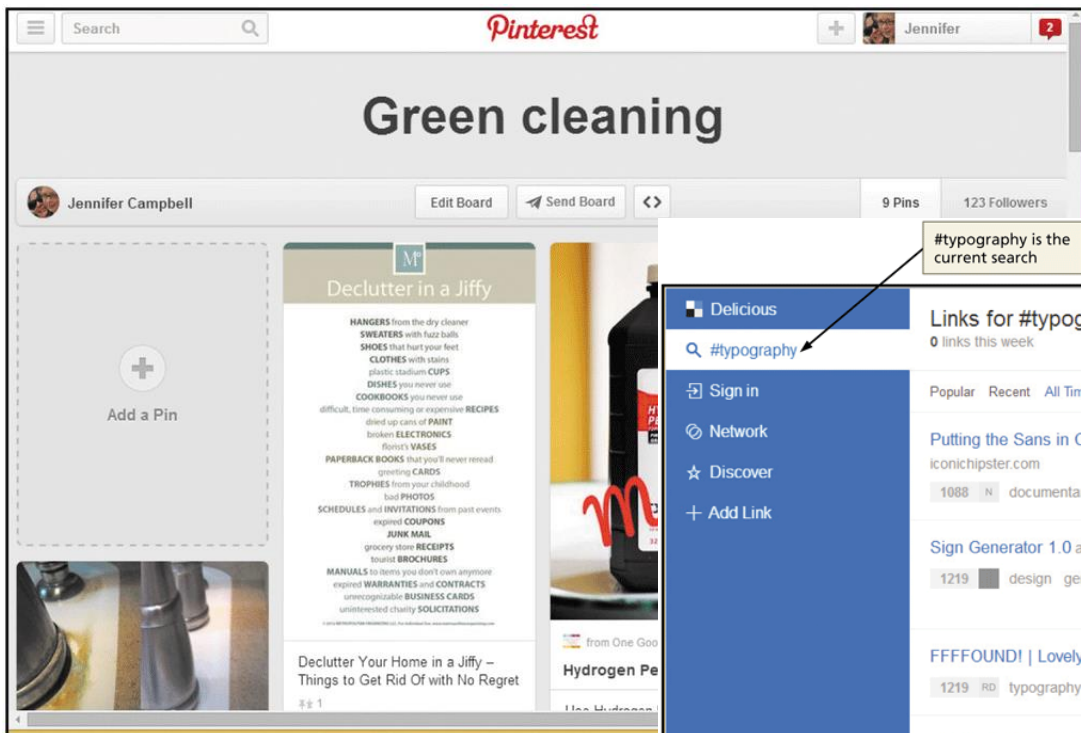 Search
Pinterest
Jennifer
2
Green cleaning
Jennifer Campbell
Edit Board
Send Board
9 Pins
123 Followers
Add a Pin
M
Declutter in a Jiffy
HANGERS from the dry cleaner
SWEATERS with fuzz balls
SHOES that hurt your feet
CLOTHES with stains
plastic stadium CUPS
DISHES you never use
COOKBOOKS you never use
difficult, time consuming or expensive RECIPES
dried up cans of PAINT
broken ELECTRONICS
florist's VASES
PAPERBACK BOOKS that you'll never reread
greeting CARDS
TROPHIES from your childhood
bad PHOTOS
SCHEDULES and INVITATIONS from past events
expired COUPONS
JUNK MAIL
grocery store RECEIPTS
tourist BROCHURES
MANUALS to items you don't own anymore
expired WARRANTIES and CONTRACTS
unrecognizable BUSINESS CARDS
uninterested charity SOLICITATIONS
Declutter Your Home in a Jiffy –
Things to Get Rid Of with No Regret
1
from One Goo
Hydrogen Pe
Use Hydrogen
#typography is the
current search
Delicious
#typography
Sign in
Network
Discover
Add Link
Links for #typog
0 links this week
Popular Recent All Tim
Putting the Sans in C
iconichipster.com
1088 N documenta
Sign Generator 1.0 a
1219 design ge
FFFFOUND! | Lovely
1219 RD typography